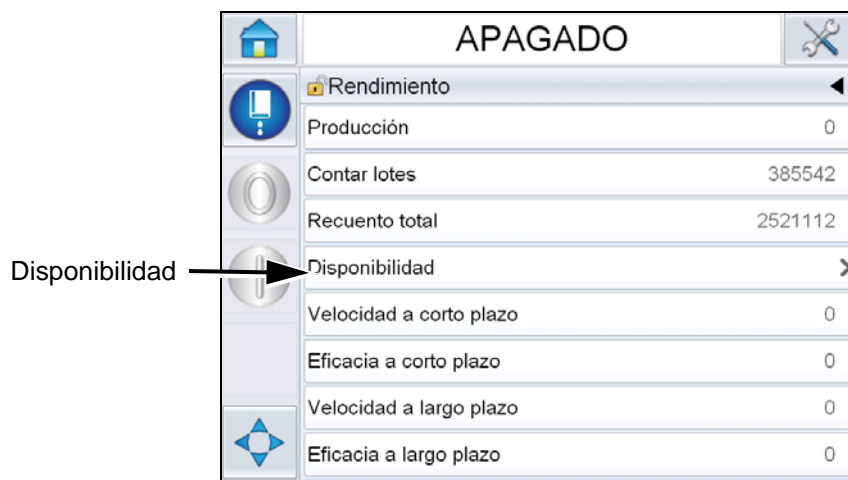 APAGADO
Rendimiento
Producción 0
Contar lotes 385542
Recuento total 2521112
Disponibilidad
Disponibilidad
Velocidad a corto plazo 0
Eficacia a corto plazo 0
Velocidad a largo plazo 0
Eficacia a largo plazo 0